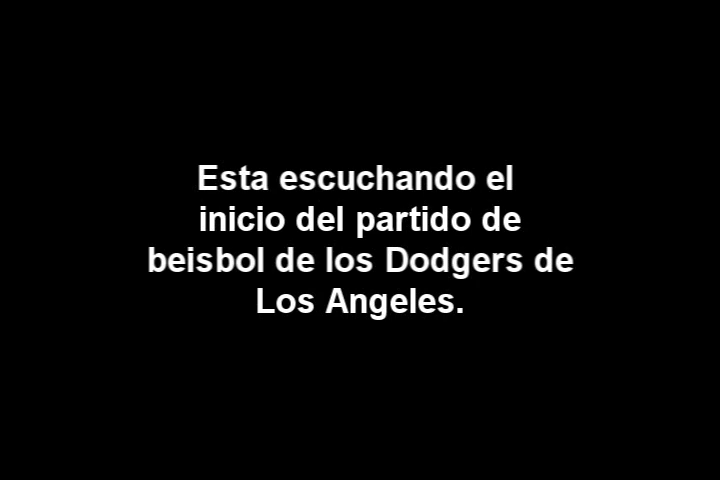 Esta escuchando el
inicio del partido de
beisbol de los Dodgers de
Los Angeles.